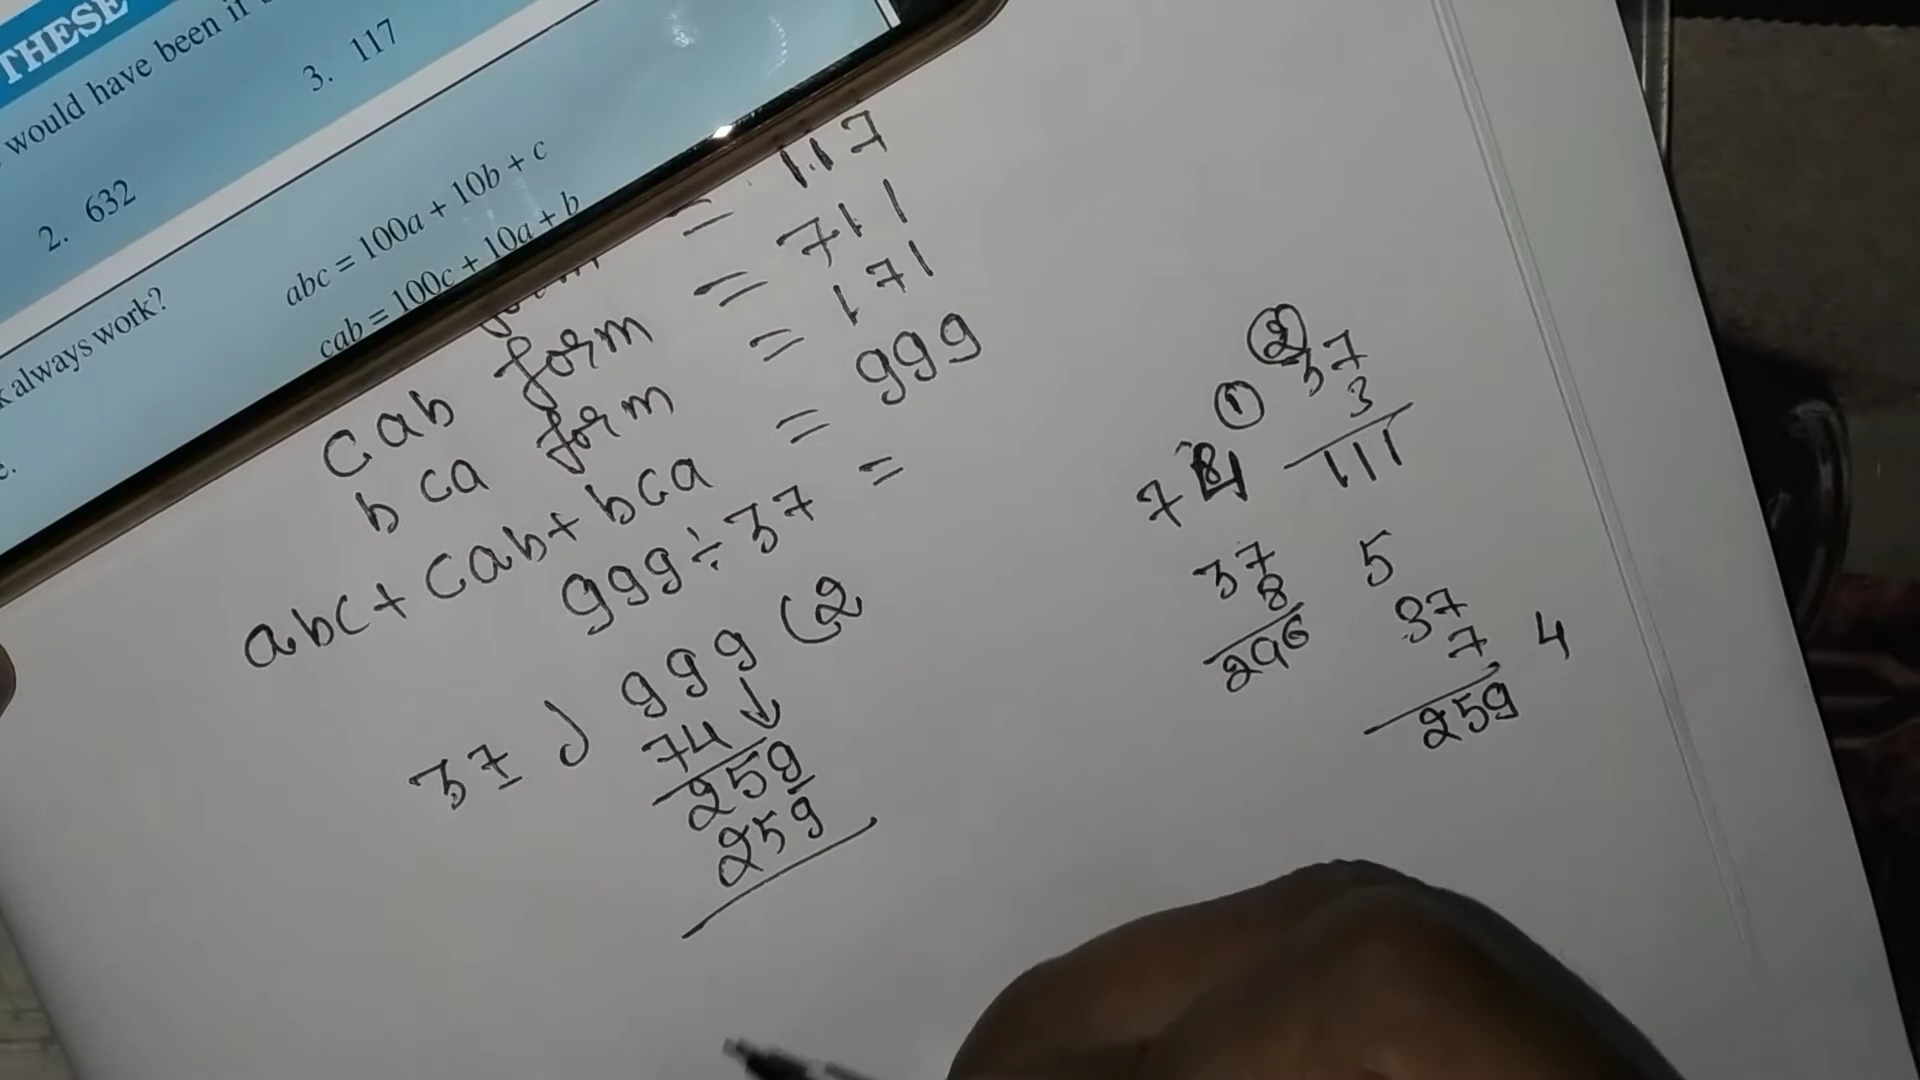 THESE
would have been if
2. 632
3. 117
always work?
abc = 100a + 10b + c
cab = 100c + 10a + b
= 117
cab form = 711
bca form = 171
abc + cab + bca = 999
999 ÷ 37 =
37 ) 999 ( 2
74
259
259
2
37
1
3
111
7
8
37
8
296
5
37
7
4
259